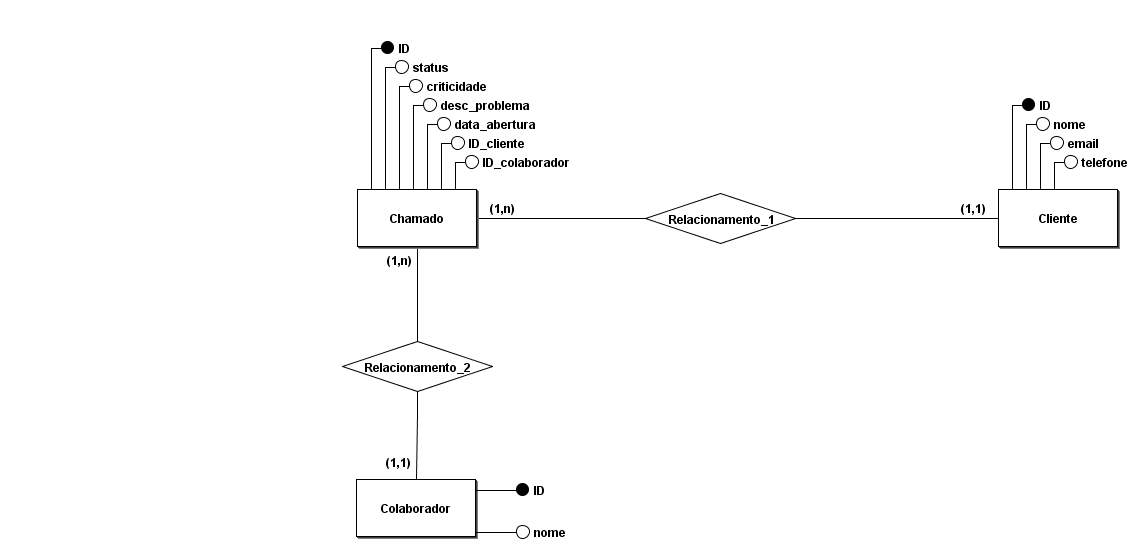 ID
status
criticidade
desc_problema
data_abertura
ID_cliente
ID_colaborador
Chamado
(1,n)
Relacionamento_1
(1,1)
ID
nome
email
telefone
Cliente
(1,n)
Relacionamento_2
(1,1)
Colaborador
ID
nome